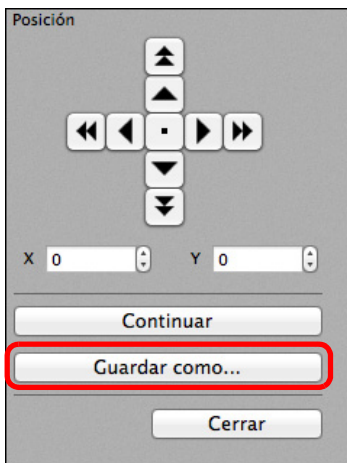 Posición
X 0 Y 0
Continuar
Guardar como...
Cerrar